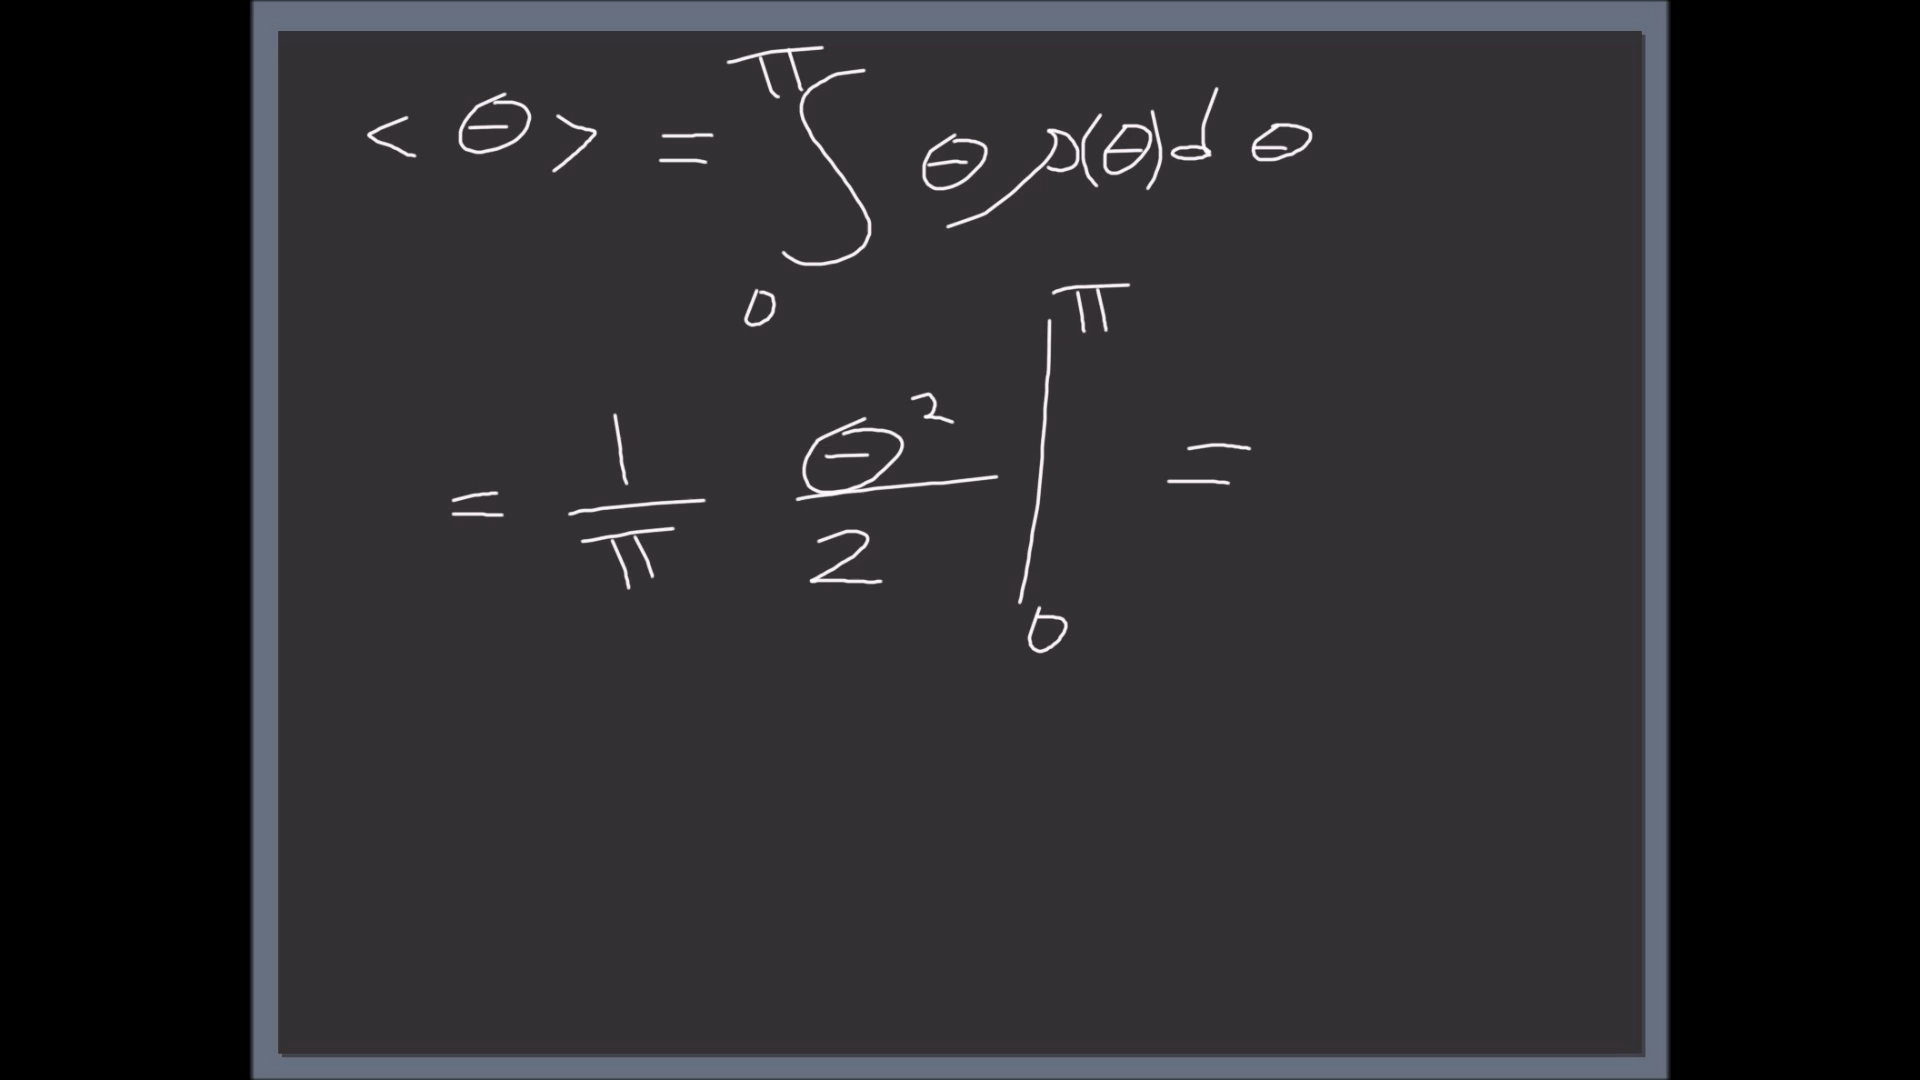 <θ> = ∫₀^π θ ρ(θ)dθ
= 1/π θ²/2 |₀^π =